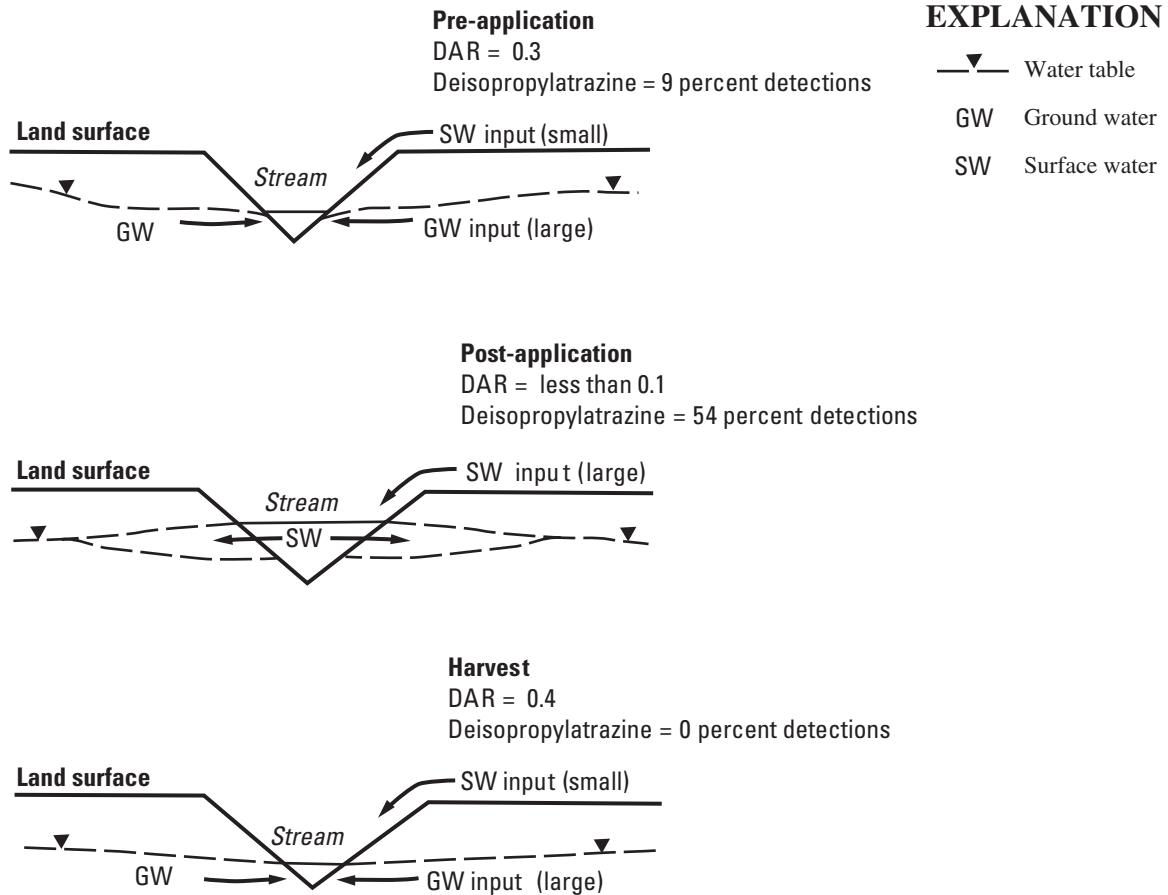 Pre-application
DAR = 0.3
Deisopropylatrazine = 9 percent detections
EXPLANATION
Water table
GW Ground water
SW Surface water
Land surface
SW input (small)
Stream
GW
GW input (large)
Post-application
DAR = less than 0.1
Deisopropylatrazine = 54 percent detections
Land surface
SW input (large)
Stream
SW
Harvest
DAR = 0.4
Deisopropylatrazine = 0 percent detections
Land surface
SW input (small)
Stream
GW
GW input (large)